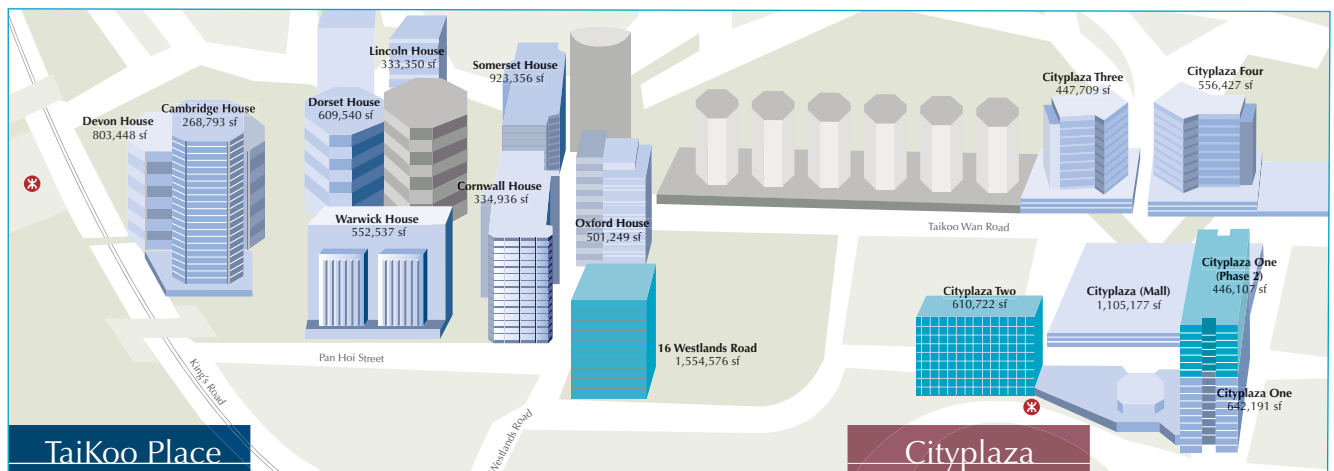 Lincoln House
333,350 sf
Somerset House
923,356 sf
Cambridge House
268,793 sf
Devon House
803,448 sf
Dorset House
609,540 sf
Cornwall House
334,936 sf
Warwick House
552,537 sf
Oxford House
501,249 sf
16 Westlands Road
1,554,576 sf
Pan Hoi Street
King's Road
Westlands Road
TaiKoo Place
Cityplaza Three
447,709 sf
Cityplaza Four
556,427 sf
Taikoo Wan Road
Cityplaza Two
610,722 sf
Cityplaza (Mall)
1,105,177 sf
Cityplaza One
(Phase 2)
446,107 sf
Cityplaza One
642,191 sf
Cityplaza